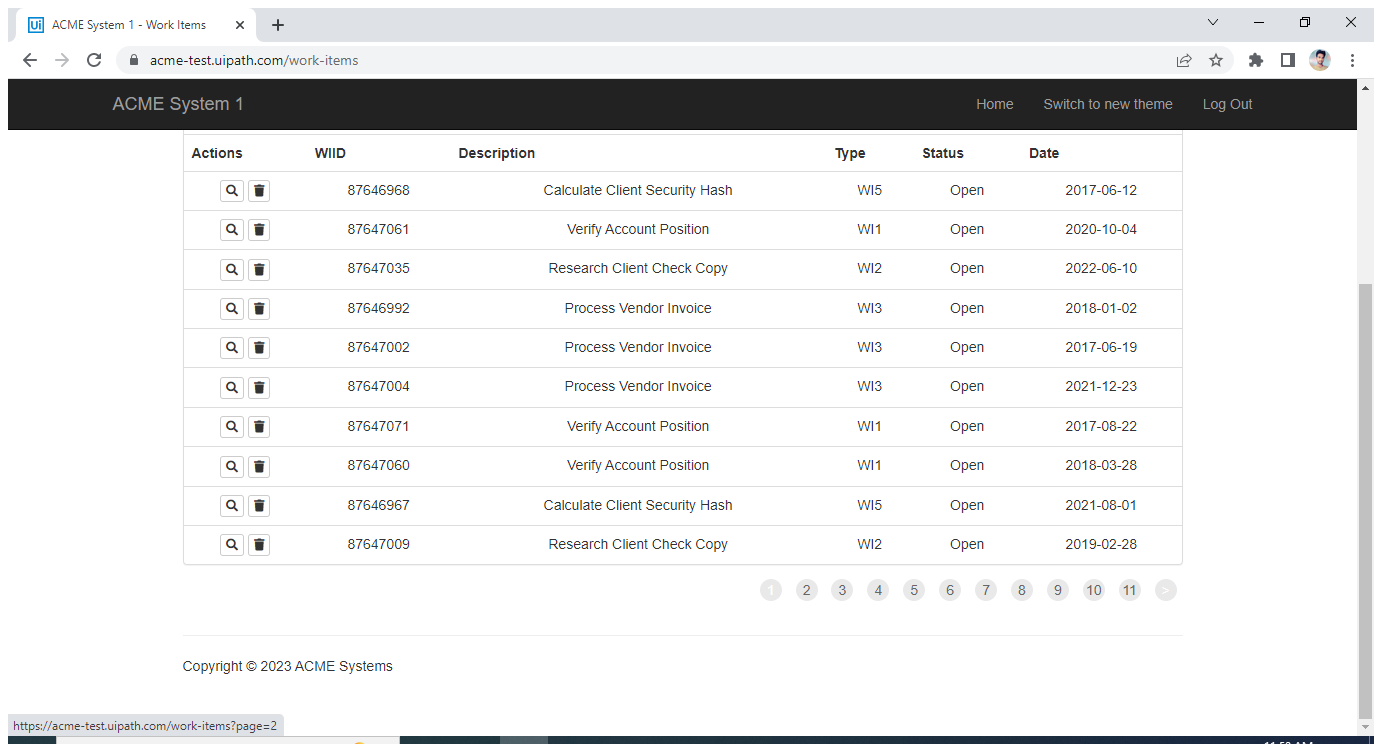 ACME System 1 - Work Items
acme-test.uipath.com/work-items
ACME System 1 Home Switch to new theme Log Out
Actions WIID Description Type Status Date
87646968 Calculate Client Security Hash WI5 Open 2017-06-12
87647061 Verify Account Position WI1 Open 2020-10-04
87647035 Research Client Check Copy WI2 Open 2022-06-10
87646992 Process Vendor Invoice WI3 Open 2018-01-02
87647002 Process Vendor Invoice WI3 Open 2017-06-19
87647004 Process Vendor Invoice WI3 Open 2021-12-23
87647071 Verify Account Position WI1 Open 2017-08-22
87647060 Verify Account Position WI1 Open 2018-03-28
87646967 Calculate Client Security Hash WI5 Open 2021-08-01
87647009 Research Client Check Copy WI2 Open 2019-02-28
1 2 3 4 5 6 7 8 9 10 11 >
Copyright © 2023 ACME Systems
https://acme-test.uipath.com/work-items?page=2